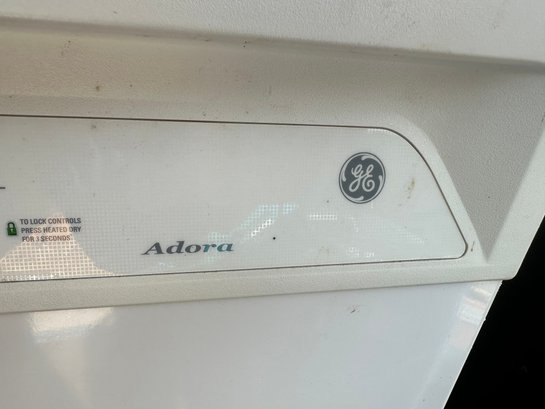 TO LOCK CONTROLS
PRESS HEATED DRY
FOR 3 SECONDS
Adora
GE